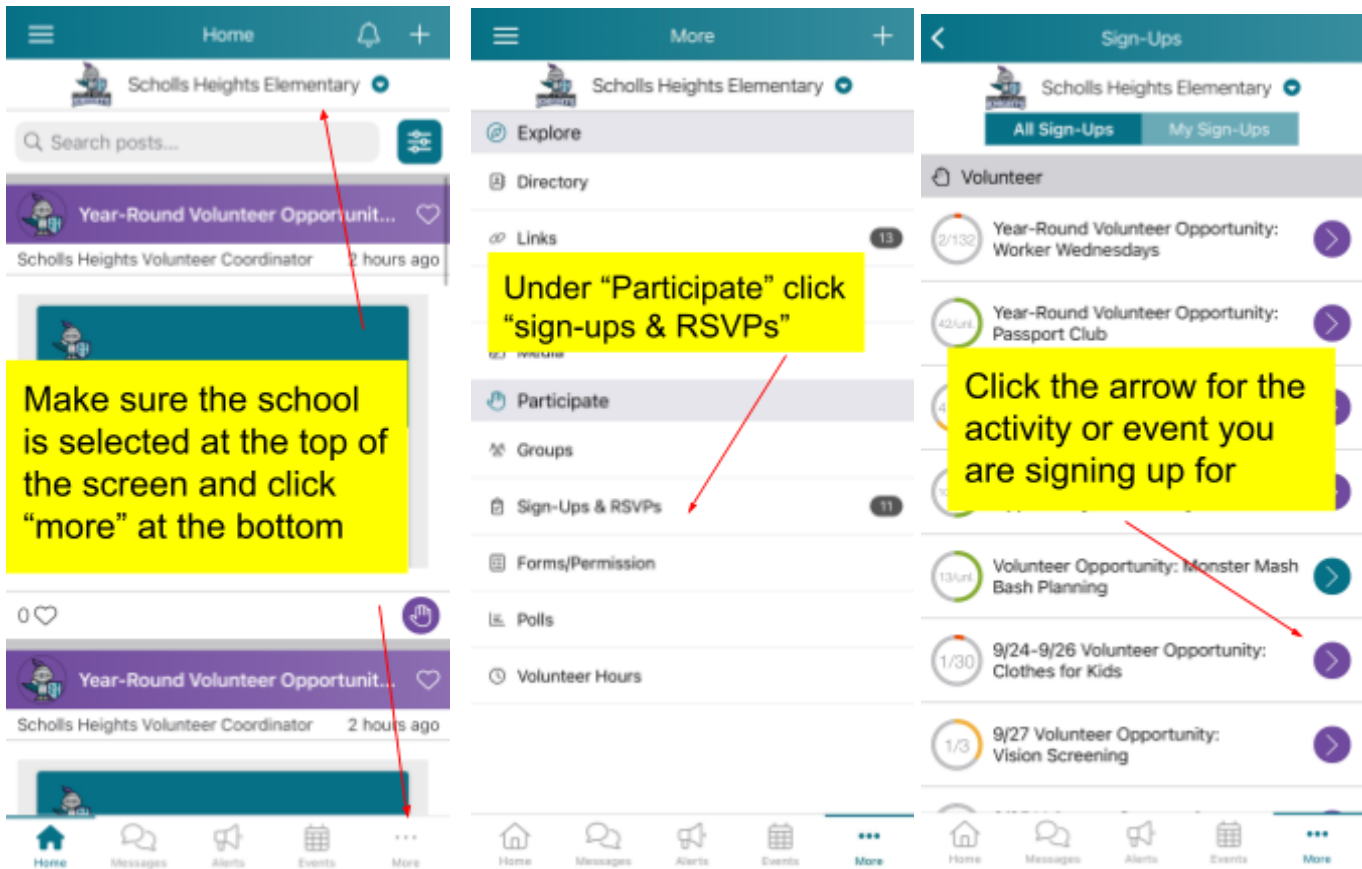 Home
Scholls Heights Elementary
Search posts...
Year-Round Volunteer Opportunit...
Scholls Heights Volunteer Coordinator 2 hours ago
Make sure the school
is selected at the top of
the screen and click
“more” at the bottom
0
Year-Round Volunteer Opportunit...
Scholls Heights Volunteer Coordinator 2 hours ago
Home Messages Alerts Events More
More
Scholls Heights Elementary
Explore
Directory
Links 13
Under “Participate” click
“sign-ups & RSVPs”
Media
Participate
Groups
Sign-Ups & RSVPs 11
Forms/Permission
Polls
Volunteer Hours
Home Messages Alerts Events More
Sign-Ups
Scholls Heights Elementary
All Sign-Ups My Sign-Ups
Volunteer
2/132 Year-Round Volunteer Opportunity:
Worker Wednesdays
42/unl. Year-Round Volunteer Opportunity:
Passport Club
Click the arrow for the
activity or event you
are signing up for
13/unl. Volunteer Opportunity: Monster Mash
Bash Planning
1/30 9/24-9/26 Volunteer Opportunity:
Clothes for Kids
1/3 9/27 Volunteer Opportunity:
Vision Screening
Home Messages Alerts Events More